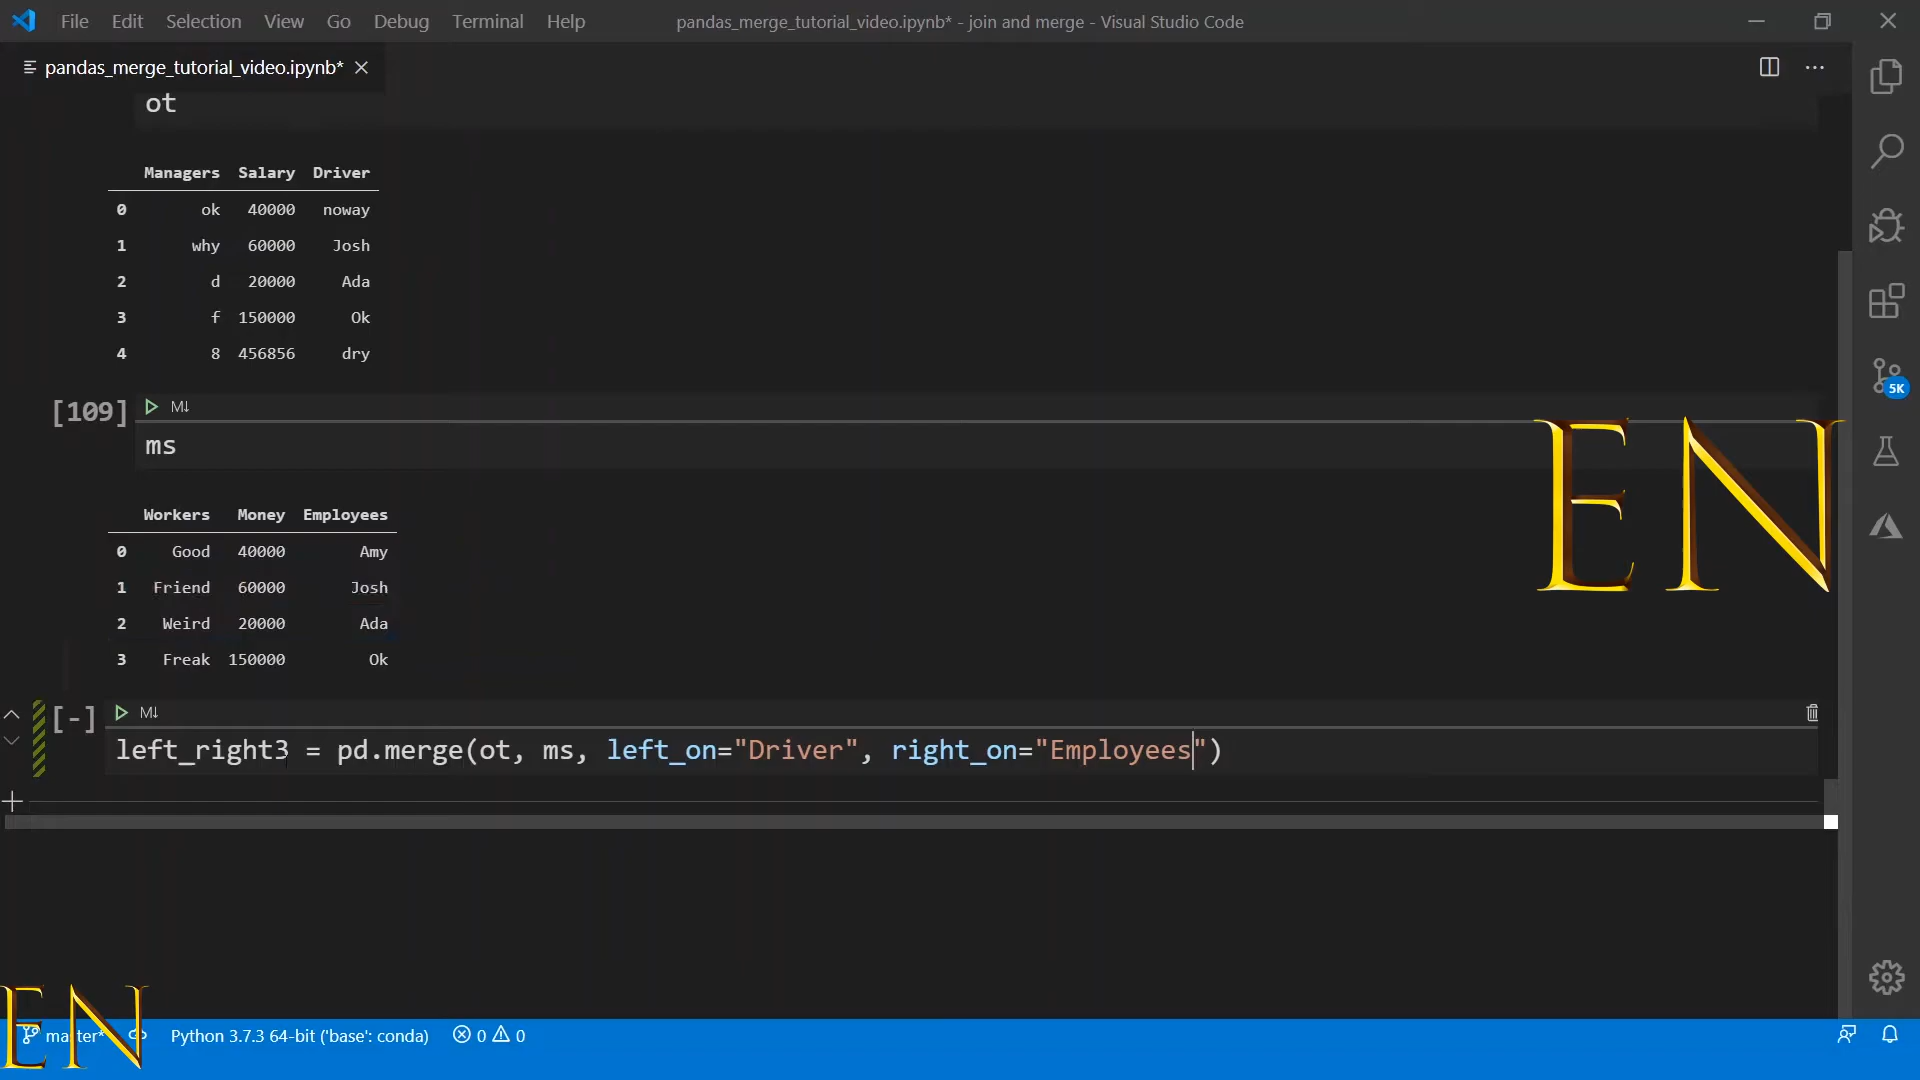 File Edit Selection View Go Debug Terminal Help pandas_merge_tutorial_video.ipynb* - join and merge - Visual Studio Code
pandas_merge_tutorial_video.ipynb*
ot
Managers Salary Driver
0 ok 40000 noway
1 why 60000 Josh
2 d 20000 Ada
3 f 150000 Ok
4 8 456856 dry
[109] M↓
ms
Workers Money Employees
0 Good 40000 Amy
1 Friend 60000 Josh
2 Weird 20000 Ada
3 Freak 150000 Ok
[-] M↓
left_right3 = pd.merge(ot, ms, left_on="Driver", right_on="Employees")
5K
EN
EN
master* Python 3.7.3 64-bit ('base': conda) 0 0